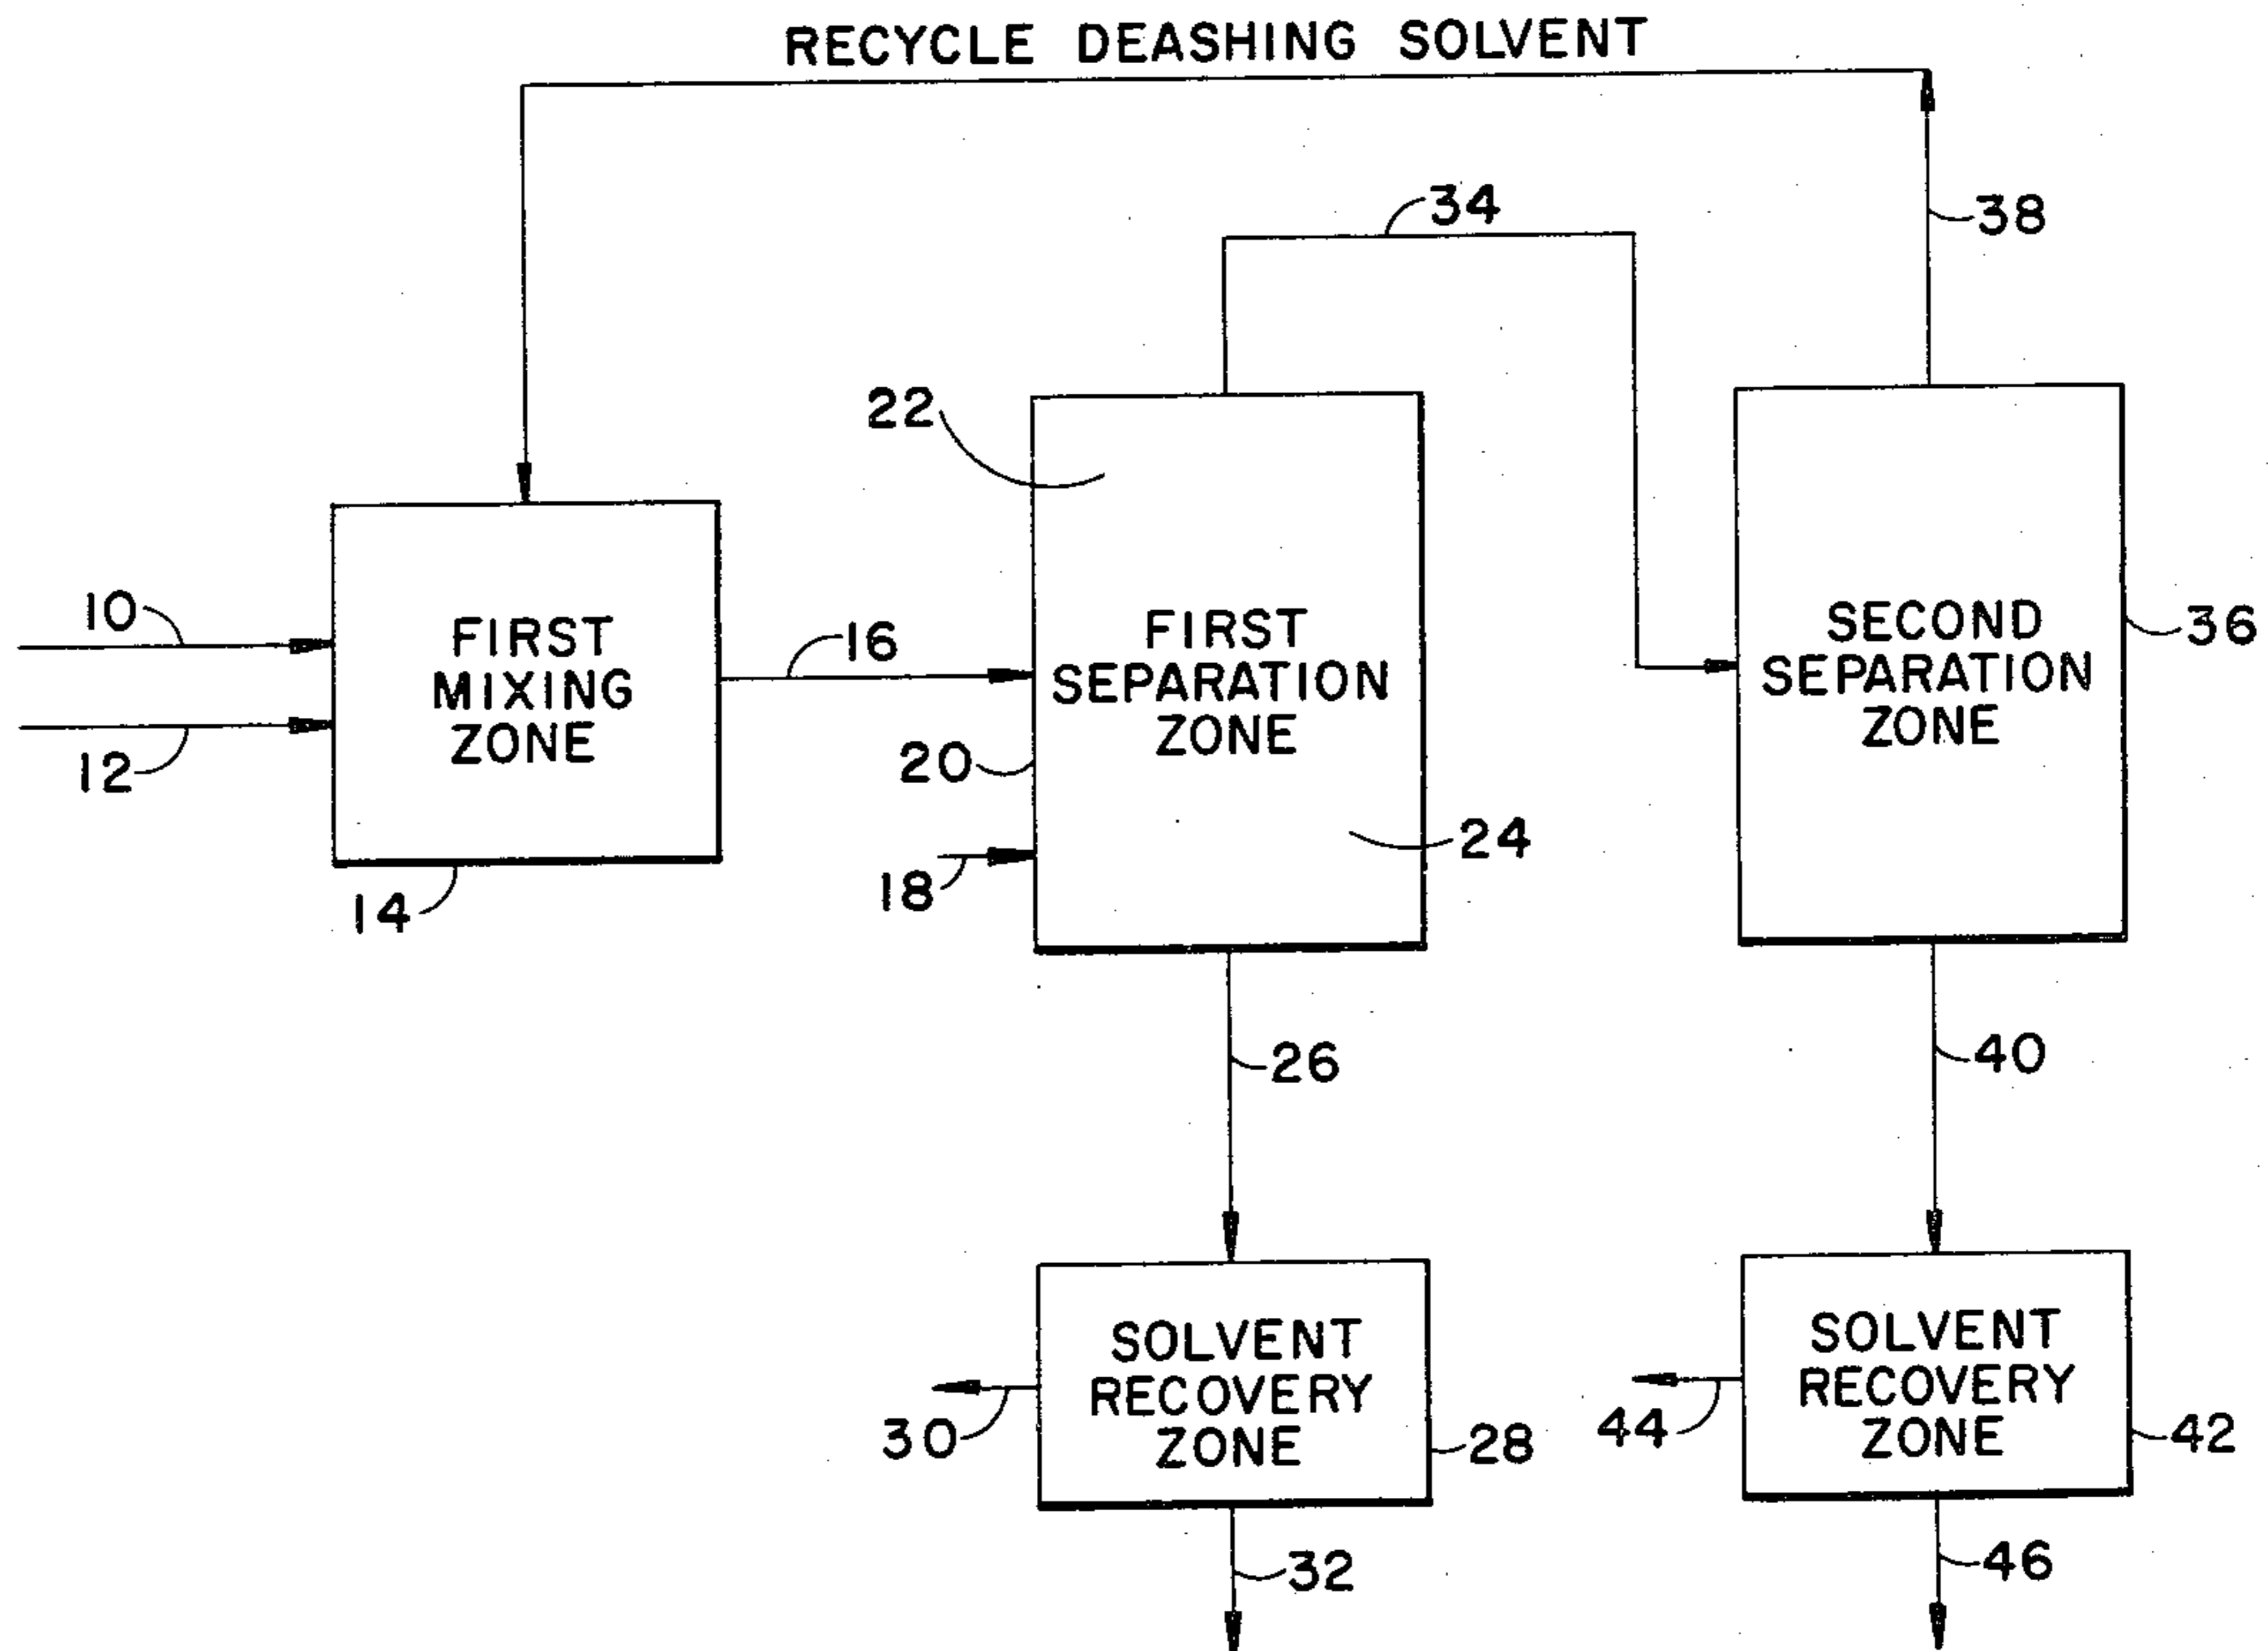 RECYCLE DEASHING SOLVENT
34
38
22
10
FIRST
MIXING
ZONE
12
14
16
FIRST
SEPARATION
ZONE
20
24
18
SECOND
SEPARATION
ZONE
36
26
40
SOLVENT
RECOVERY
ZONE
30
28
32
SOLVENT
RECOVERY
ZONE
44
42
46